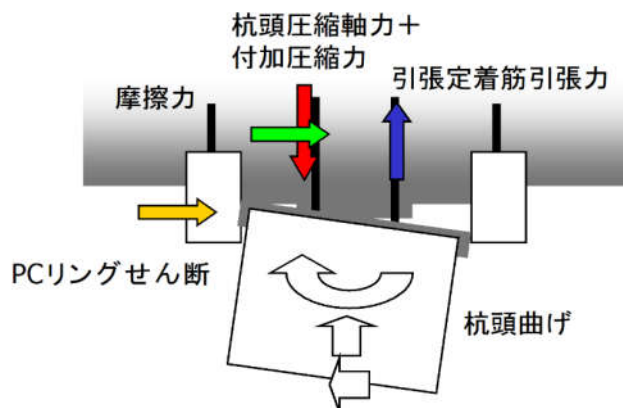 杭頭圧縮軸力＋
付加圧縮力
摩擦力
引張定着筋引張力
PCリングせん断
杭頭曲げ